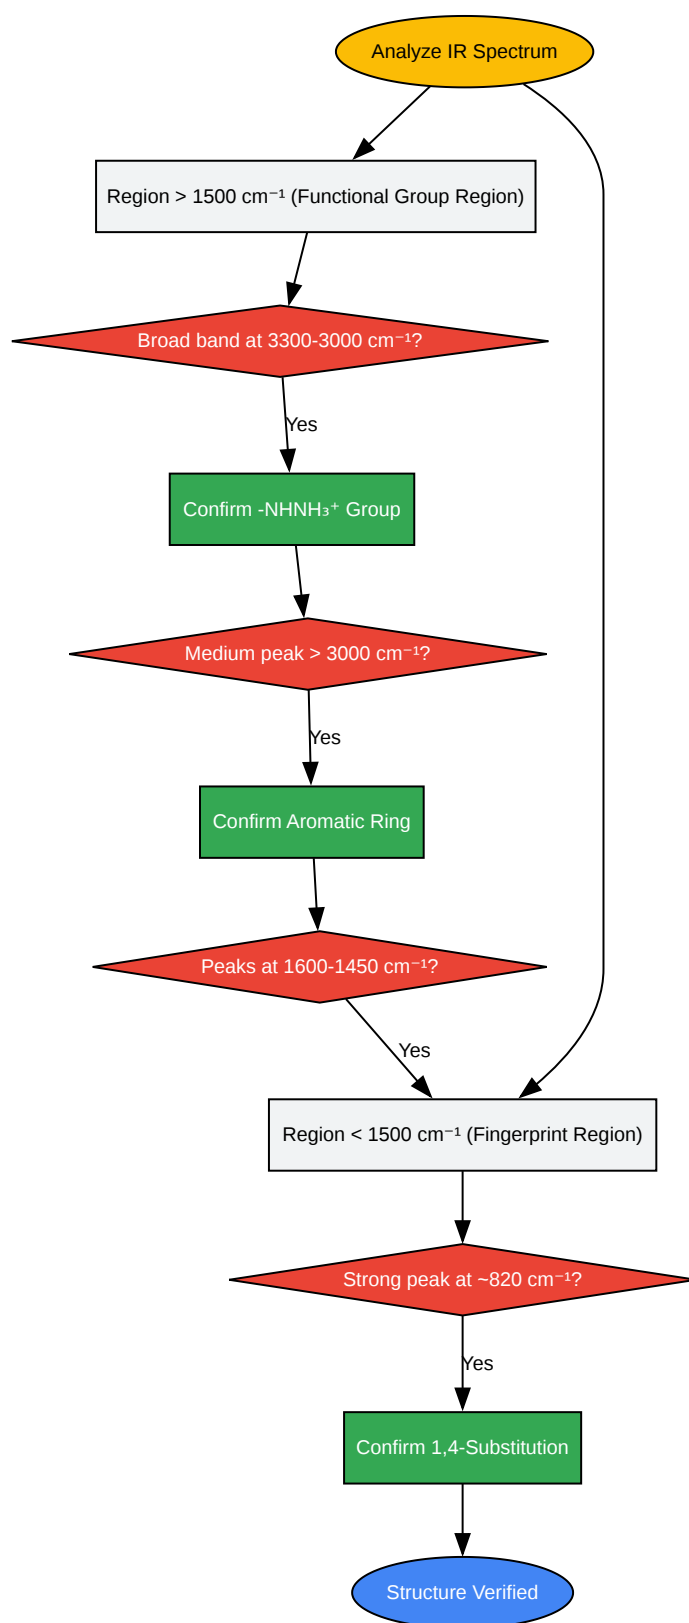 Analyze IR Spectrum
Region > 1500 cm⁻¹ (Functional Group Region)
Broad band at 3300-3000 cm⁻¹?
Yes
Confirm -NHNH₃⁺ Group
Medium peak > 3000 cm⁻¹?
Yes
Confirm Aromatic Ring
Peaks at 1600-1450 cm⁻¹?
Yes
Region < 1500 cm⁻¹ (Fingerprint Region)
Strong peak at ~820 cm⁻¹?
Yes
Confirm 1,4-Substitution
Structure Verified